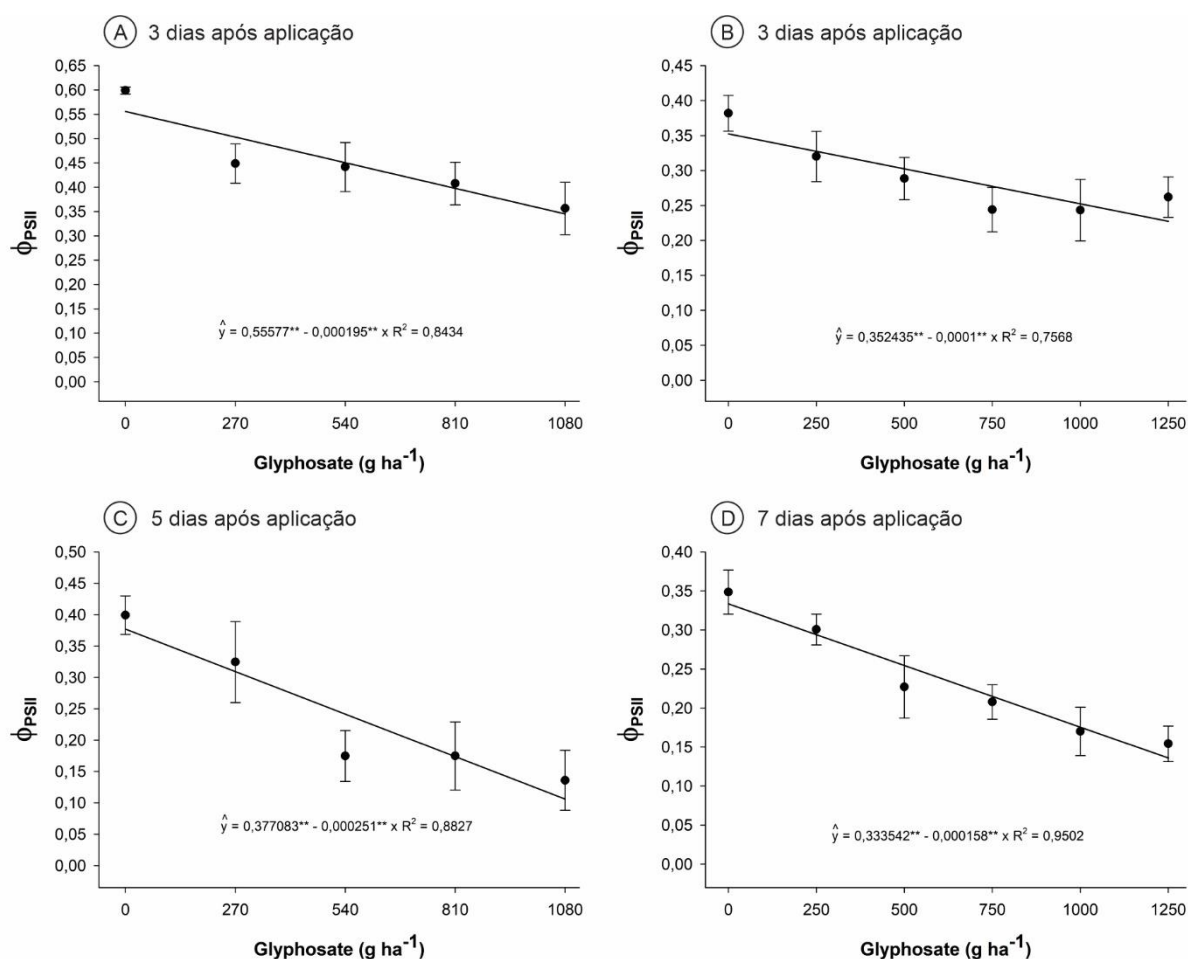 A 3 dias após aplicação
0,65
0,60
0,55
0,50
0,45
0,40
0,35
0,30
0,25
0,20
0,15
0,10
0,05
0,00
ϕPSII
ŷ = 0,55577** - 0,000195** x R² = 0,8434
0 270 540 810 1080
Glyphosate (g ha⁻¹)
B 3 dias após aplicação
0,45
0,40
0,35
0,30
0,25
0,20
0,15
0,10
0,05
0,00
ϕPSII
ŷ = 0,352435** - 0,0001** x R² = 0,7568
0 250 500 750 1000 1250
Glyphosate (g ha⁻¹)
C 5 dias após aplicação
0,50
0,45
0,40
0,35
0,30
0,25
0,20
0,15
0,10
0,05
0,00
ϕPSII
ŷ = 0,377083** - 0,000251** x R² = 0,8827
0 270 540 810 1080
Glyphosate (g ha⁻¹)
D 7 dias após aplicação
0,40
0,35
0,30
0,25
0,20
0,15
0,10
0,05
0,00
ϕPSII
ŷ = 0,333542** - 0,000158** x R² = 0,9502
0 250 500 750 1000 1250
Glyphosate (g ha⁻¹)